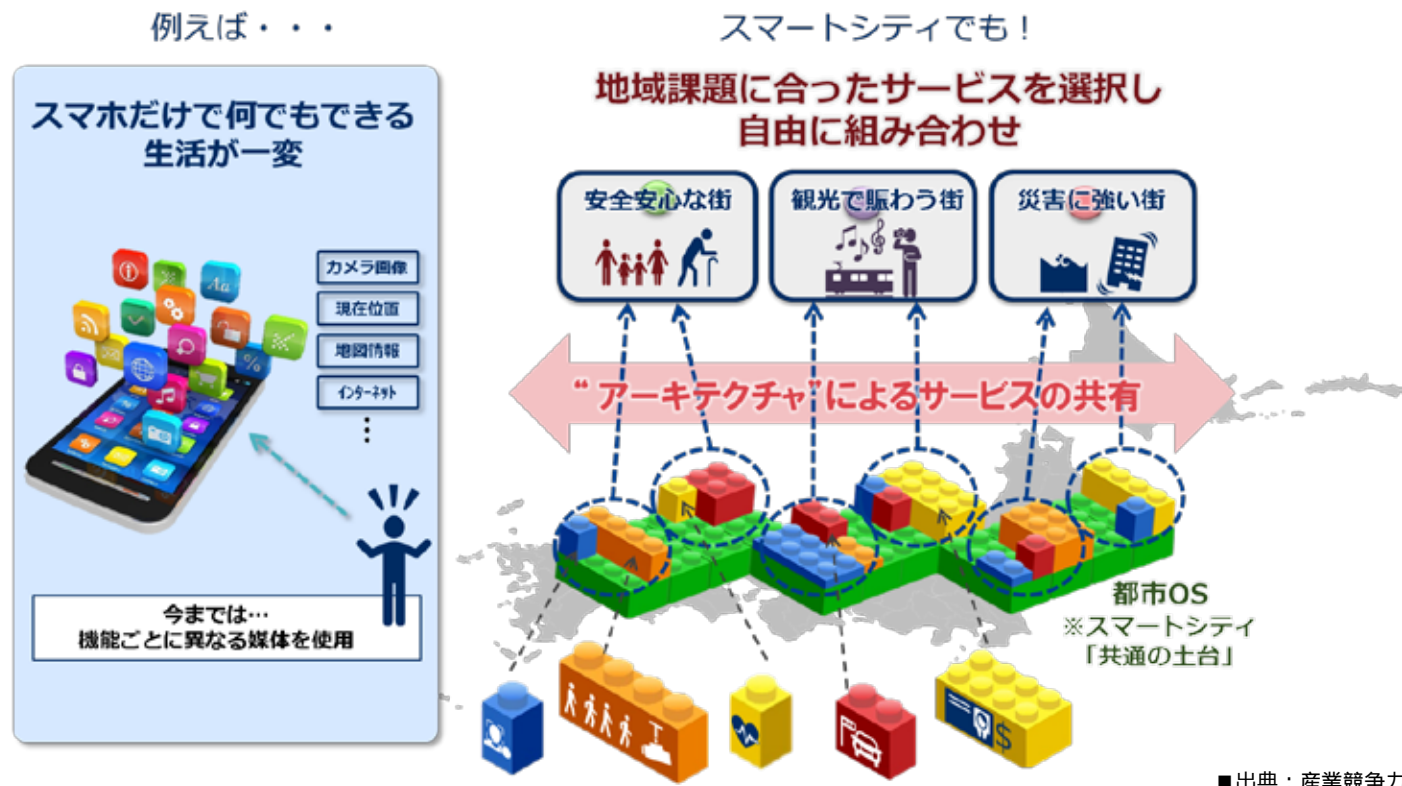 例えば・・・
スマホだけで何でもできる
生活が一変
カメラ画像
現在位置
地図情報
インターネット
今までは…
機能ごとに異なる媒体を使用
スマートシティでも！
地域課題に合ったサービスを選択し
自由に組み合わせ
安全安心な街
観光で賑わう街
災害に強い街
“アーキテクチャ”によるサービスの共有
都市OS
※スマートシティ
「共通の土台」
$
■出典：産業競争力